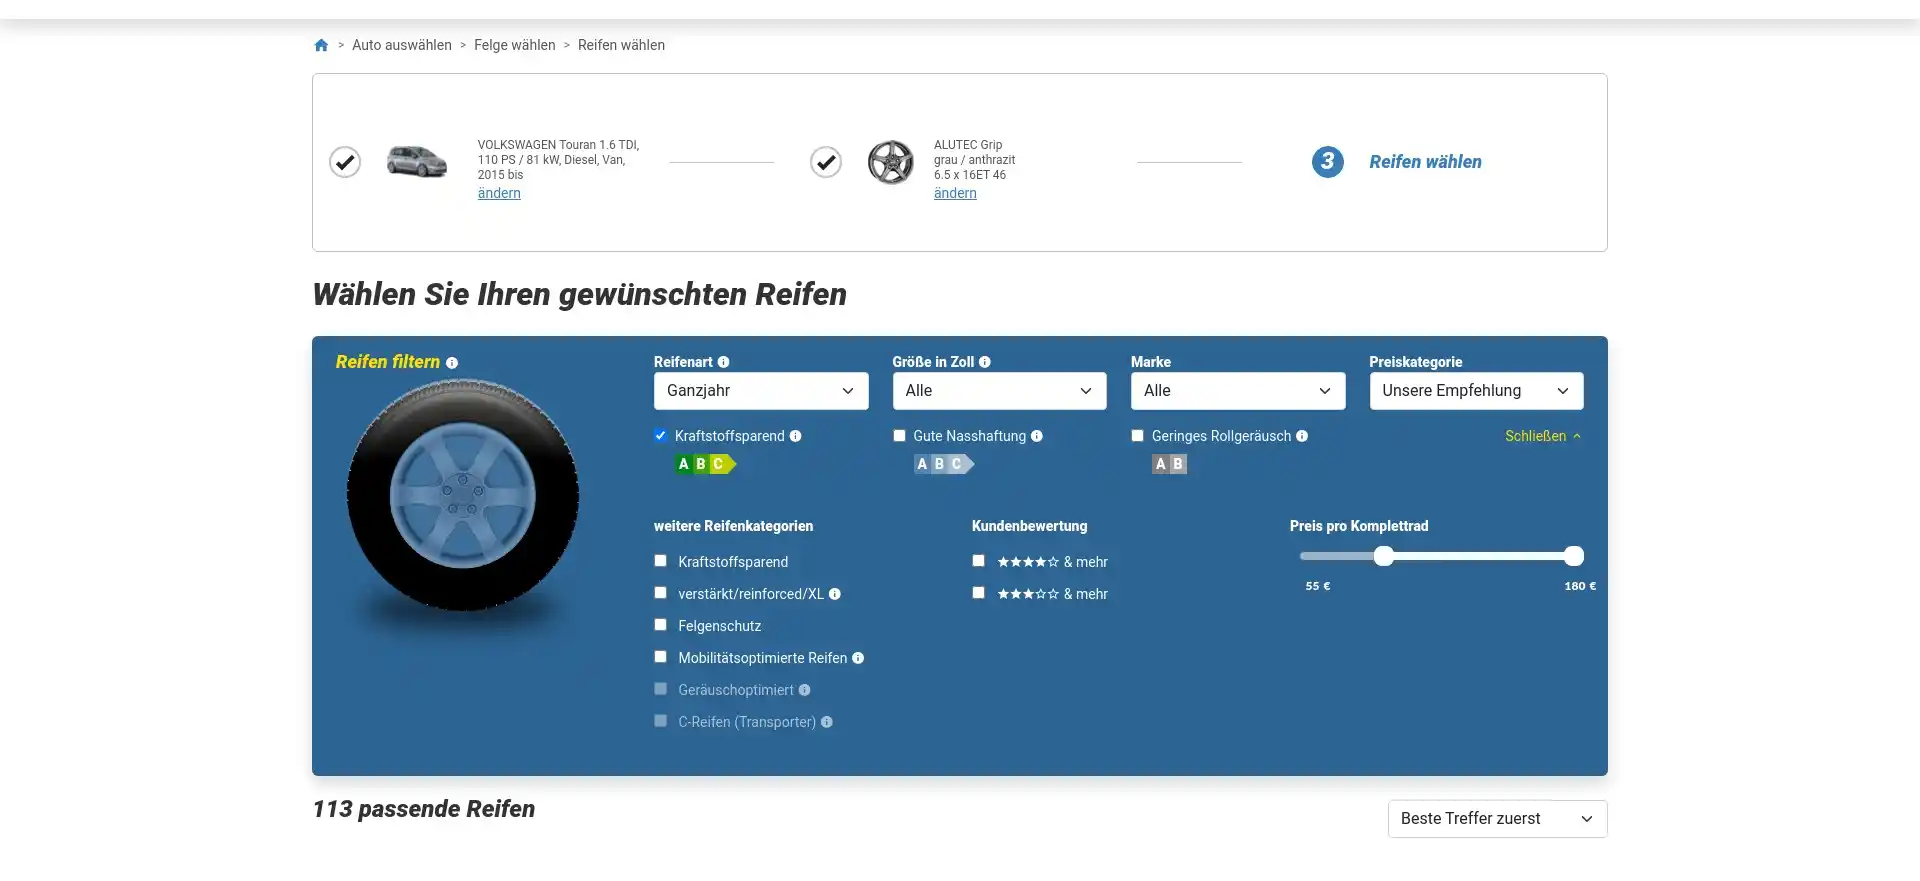 > Auto auswählen > Felge wählen > Reifen wählen
VOLKSWAGEN Touran 1.6 TDI,
110 PS / 81 kW, Diesel, Van,
2015 bis
ändern
ALUTEC Grip
grau / anthrazit
6.5 x 16ET 46
ändern
3 Reifen wählen
Wählen Sie Ihren gewünschten Reifen
Reifen filtern
Reifenart
Ganzjahr
Größe in Zoll
Alle
Marke
Alle
Preiskategorie
Unsere Empfehlung
Kraftstoffsparend
A B C
Gute Nasshaftung
A B C
Geringes Rollgeräusch
A B
Schließen
weitere Reifenkategorien
Kraftstoffsparend
verstärkt/reinforced/XL
Felgenschutz
Mobilitätsoptimierte Reifen
Geräuschoptimiert
C-Reifen (Transporter)
Kundenbewertung
★★★★☆ & mehr
★★★☆☆ & mehr
Preis pro Komplettrad
55 € 180 €
113 passende Reifen
Beste Treffer zuerst